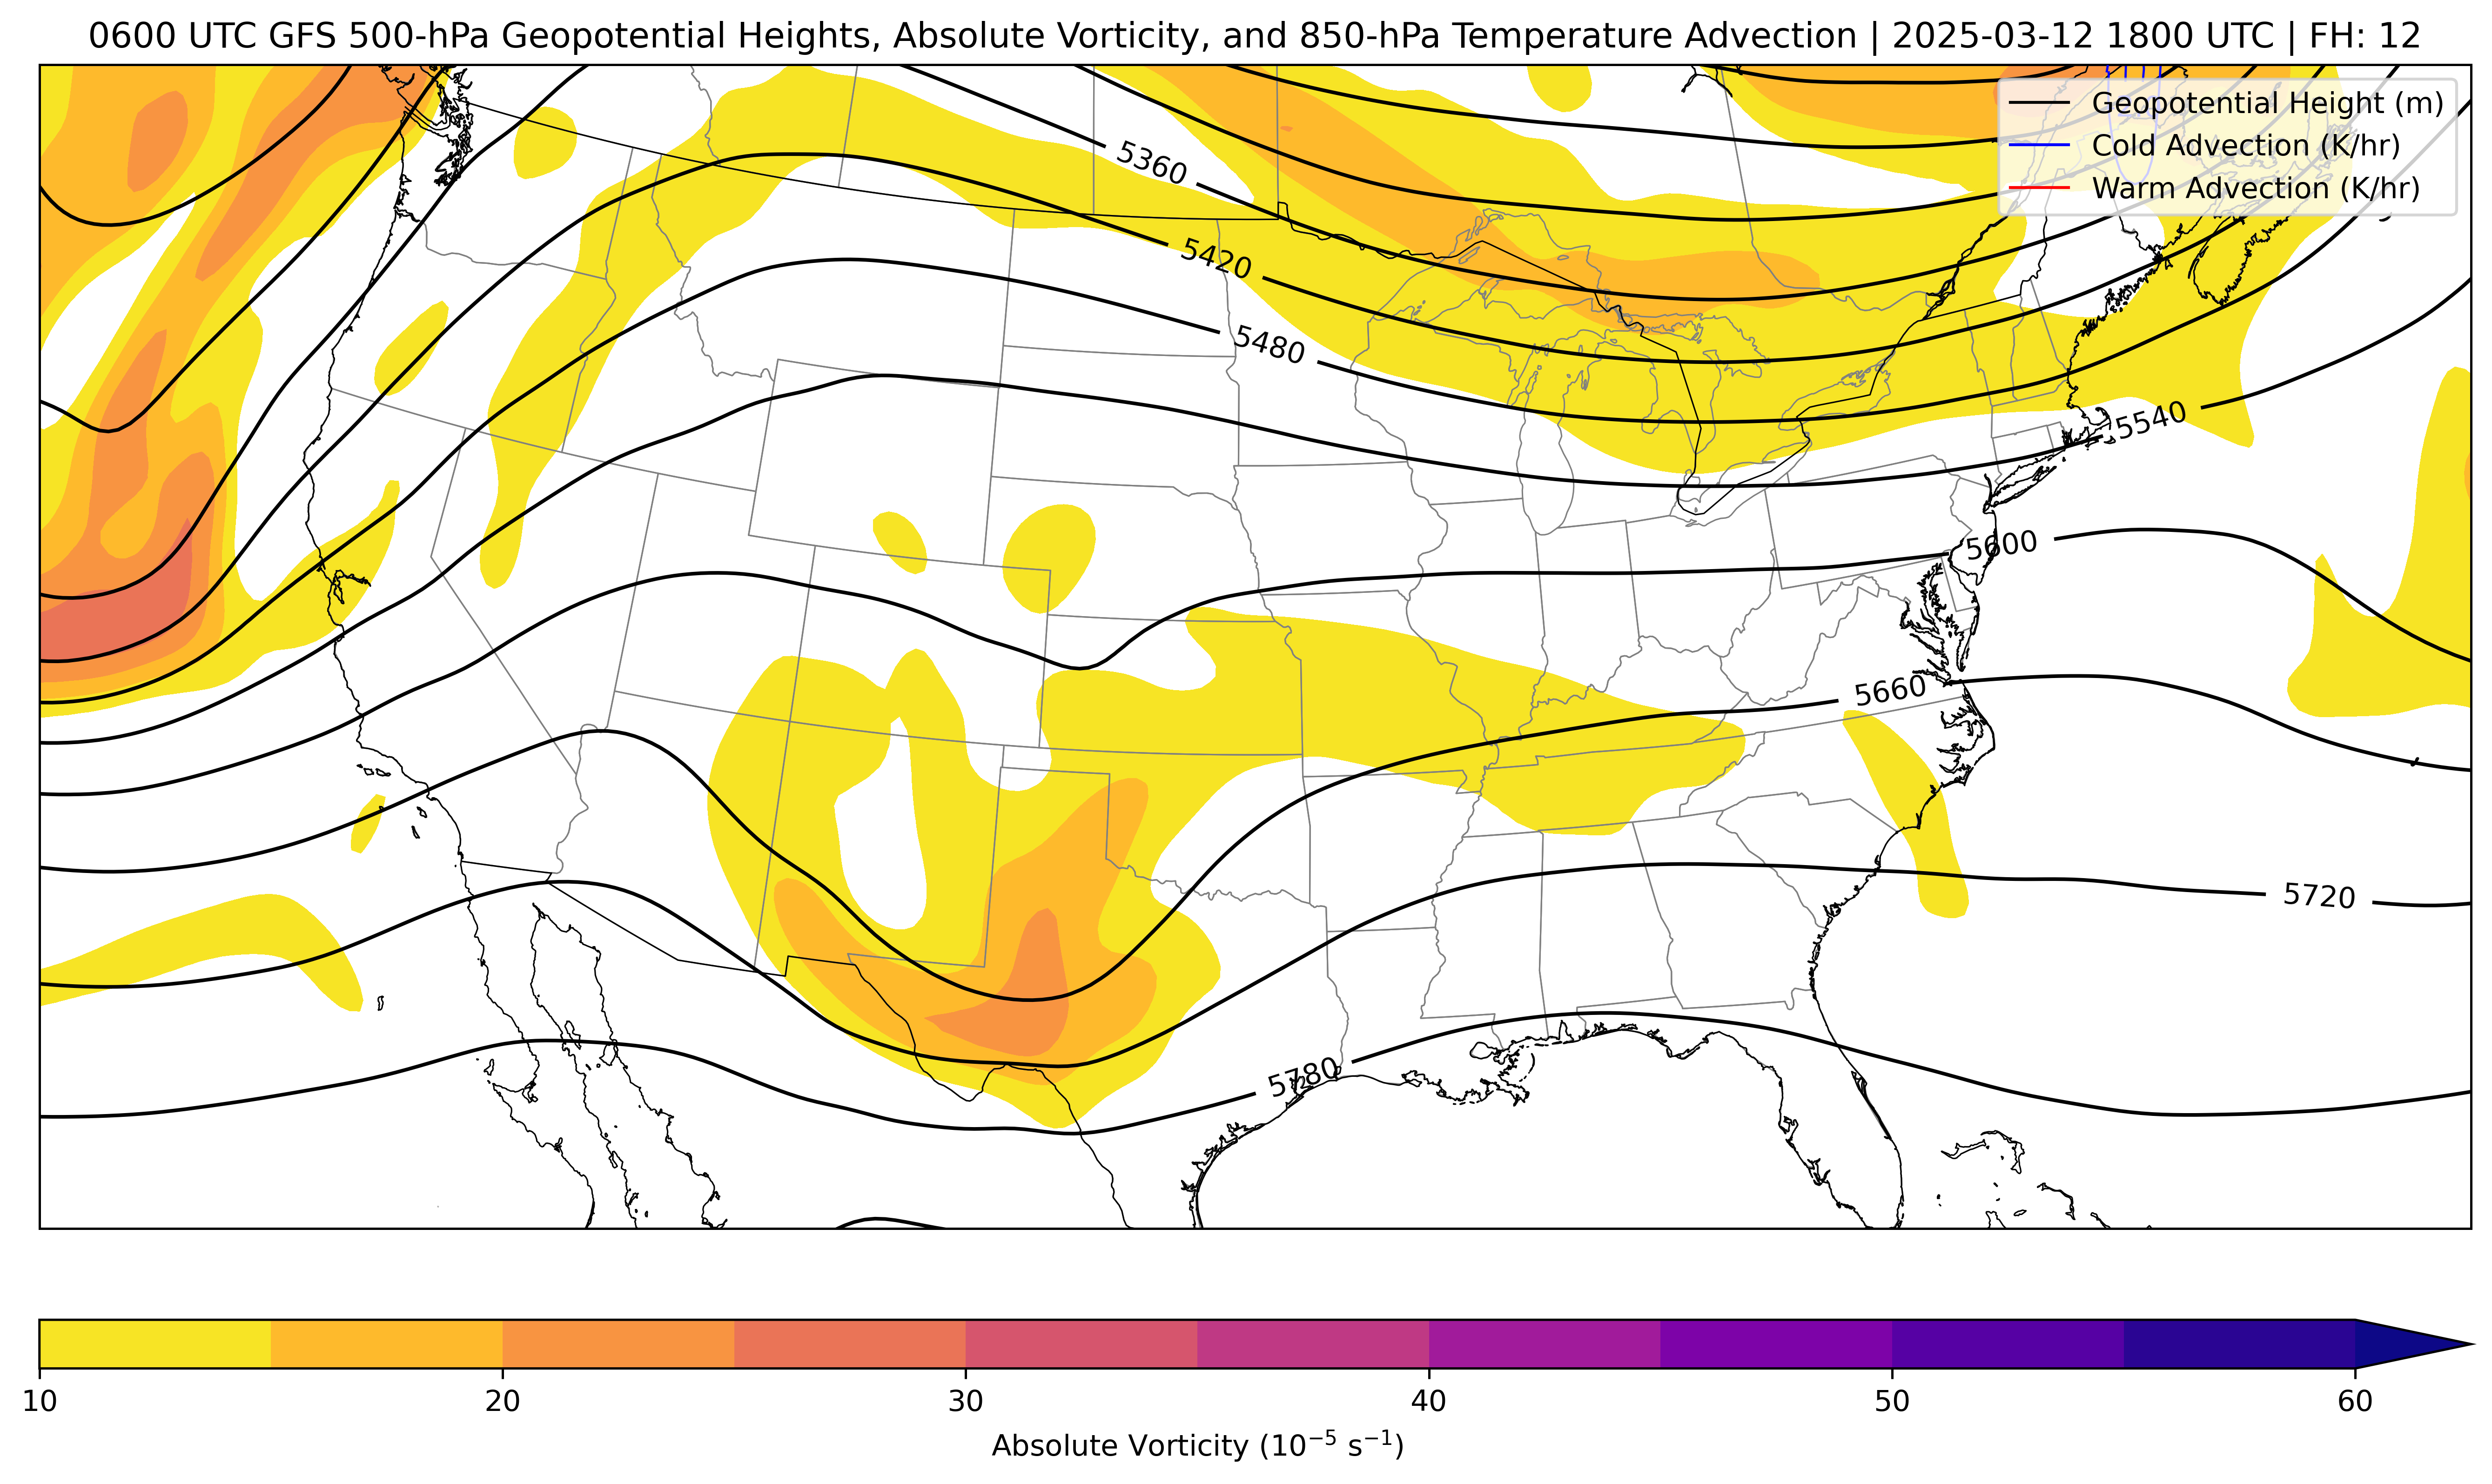 0600 UTC GFS 500-hPa Geopotential Heights, Absolute Vorticity, and 850-hPa Temperature Advection | 2025-03-12 1800 UTC | FH: 12
Geopotential Height (m)
Cold Advection (K/hr)
Warm Advection (K/hr)
5360
5420
5480
5540
5600
5660
5720
5780
10 20 30 40 50 60
Absolute Vorticity (10⁻⁵ s⁻¹)